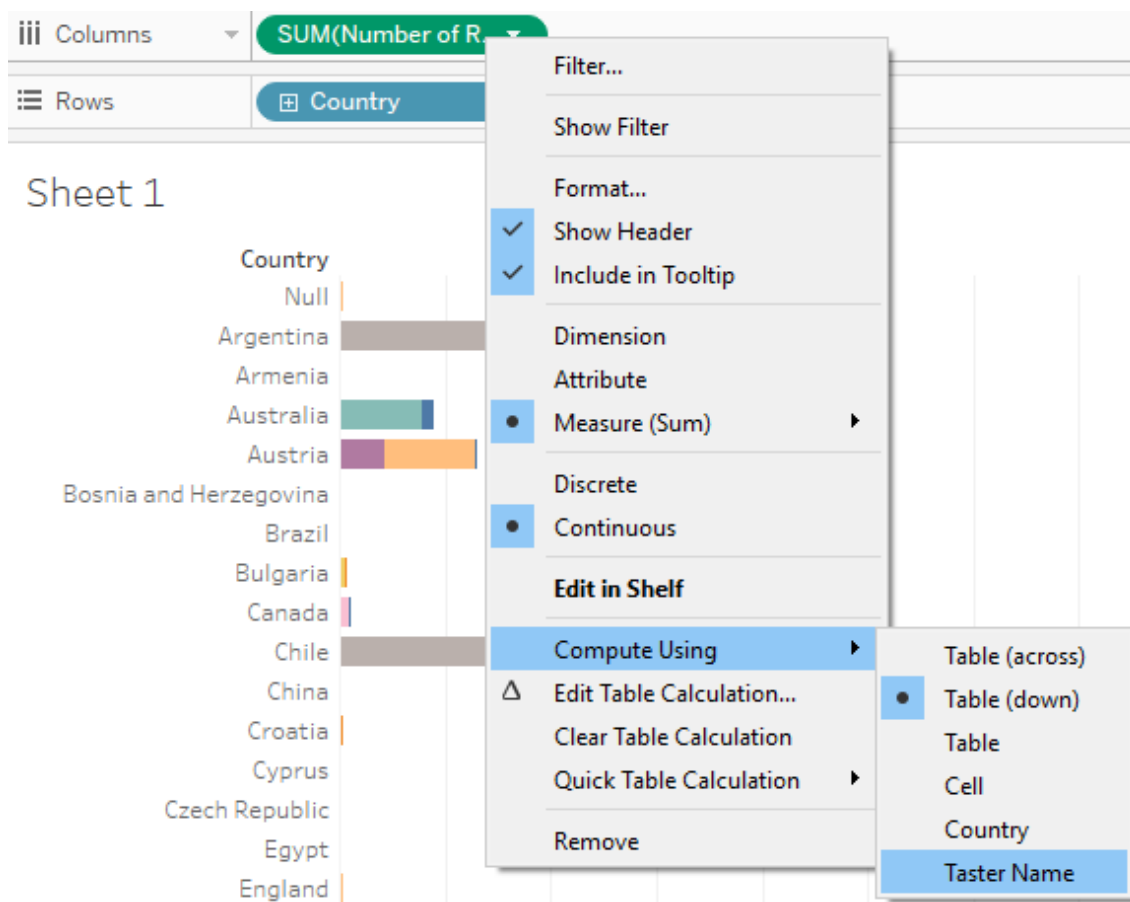 Columns
SUM(Number of R..
Rows
Country
Sheet 1
Country
Null
Argentina
Armenia
Australia
Austria
Bosnia and Herzegovina
Brazil
Bulgaria
Canada
Chile
China
Croatia
Cyprus
Czech Republic
Egypt
England
Filter...
Show Filter
Format...
Show Header
Include in Tooltip
Dimension
Attribute
Measure (Sum)
Discrete
Continuous
Edit in Shelf
Compute Using
Edit Table Calculation...
Clear Table Calculation
Quick Table Calculation
Remove
Table (across)
Table (down)
Table
Cell
Country
Taster Name